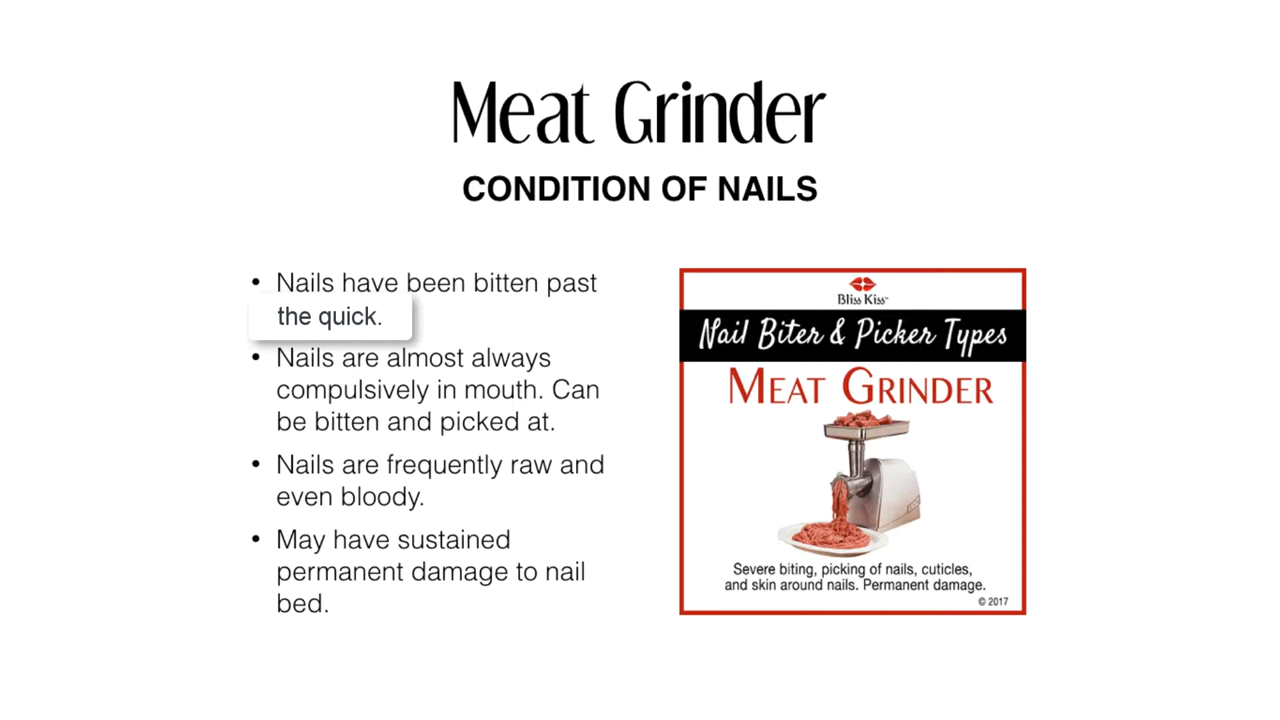 Meat Grinder
CONDITION OF NAILS
• Nails have been bitten past
the quick.
• Nails are almost always
compulsively in mouth. Can
be bitten and picked at.
• Nails are frequently raw and
even bloody.
• May have sustained
permanent damage to nail
bed.
Bliss Kiss™
Nail Biter & Picker Types
MEAT GRINDER
Severe biting, picking of nails, cuticles,
and skin around nails. Permanent damage.
© 2017